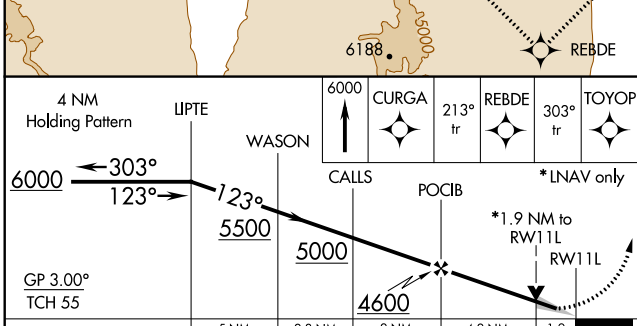 6188
REBDE
4 NM
Holding Pattern
LIPTE
WASON
CALLS
POCIB
6000
CURGA
213°
tr
REBDE
303°
tr
TOYOP
*LNAV only
6000
303°
123°
123°
5500
5000
4600
*1.9 NM to
RW11L
RW11L
GP 3.00°
TCH 55